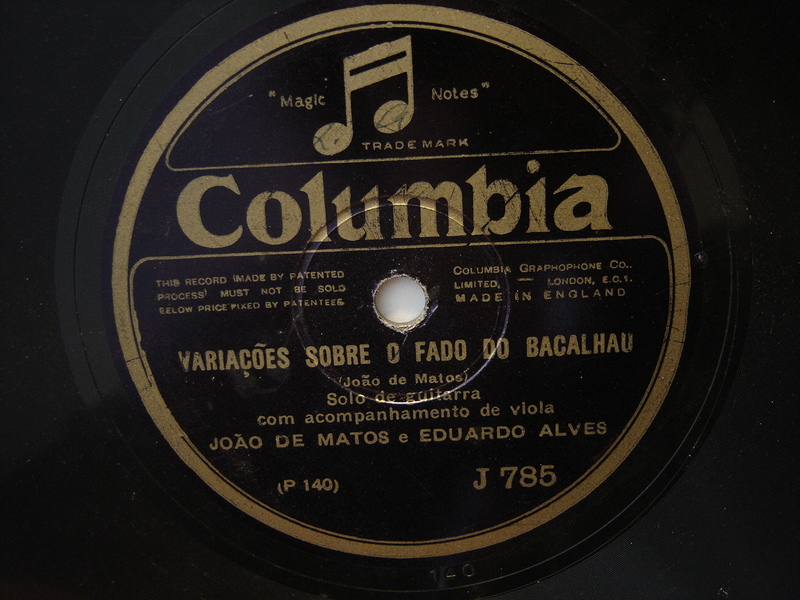 "Magic Notes"
TRADE MARK
Columbia
THIS RECORD (MADE BY PATENTED
PROCESS) MUST NOT BE SOLD
BELOW PRICE FIXED BY PATENTEES.
COLUMBIA GRAPHOPHONE CO.,
LIMITED, — LONDON, E.C.1.
MADE IN ENGLAND
VARIAÇÕES SOBRE O FADO DO BACALHAU
(João de Matos)
Solo de guitarra
com acompanhamento de viola
JOÃO DE MATOS e EDUARDO ALVES
(P 140)
J 785
140